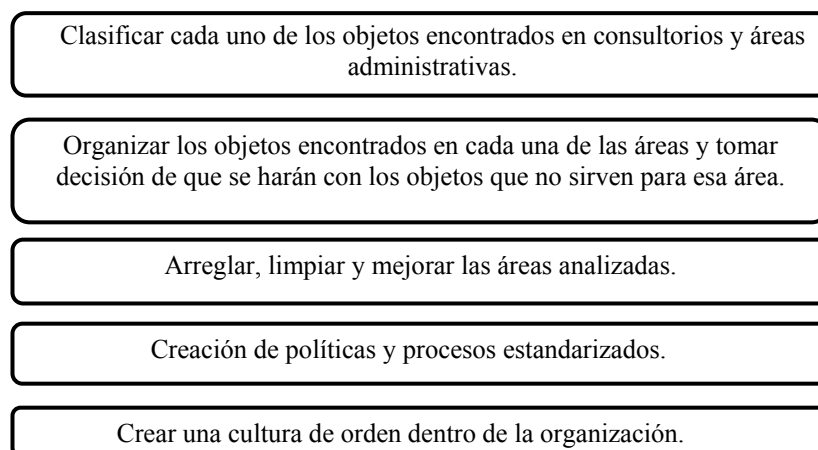 Clasificar cada uno de los objetos encontrados en consultorios y áreas
administrativas.
Organizar los objetos encontrados en cada una de las áreas y tomar
decisión de que se harán con los objetos que no sirven para esa área.
Arreglar, limpiar y mejorar las áreas analizadas.
Creación de políticas y procesos estandarizados.
Crear una cultura de orden dentro de la organización.